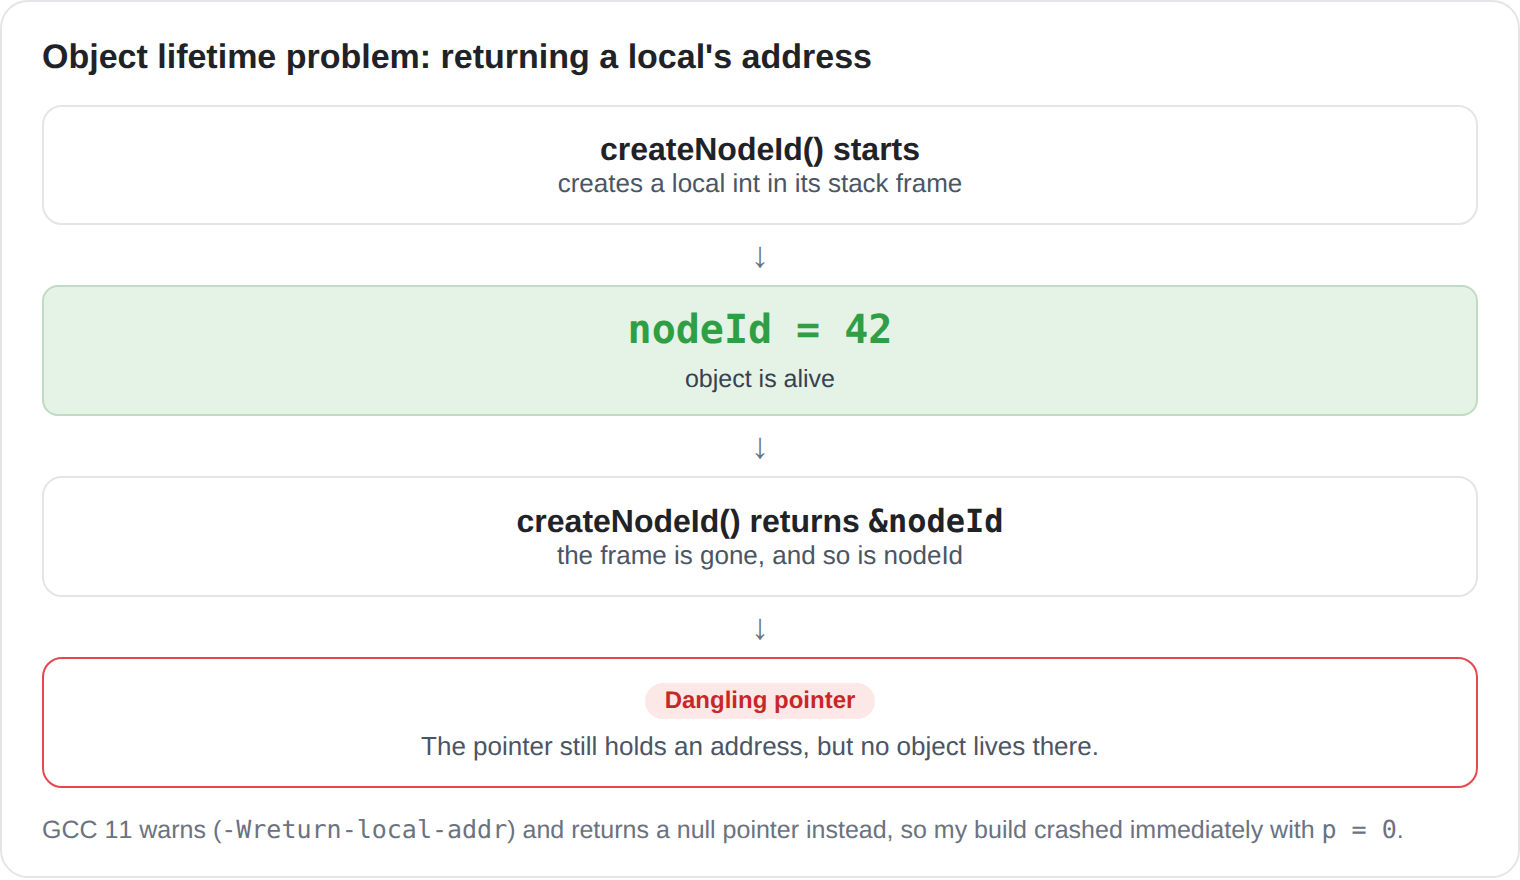 Object lifetime problem: returning a local's address
createNodeId() starts
creates a local int in its stack frame
↓
nodeId = 42
object is alive
↓
createNodeId() returns &nodeId
the frame is gone, and so is nodeId
↓
Dangling pointer
The pointer still holds an address, but no object lives there.
GCC 11 warns (-Wreturn-local-addr) and returns a null pointer instead, so my build crashed immediately with p = 0.